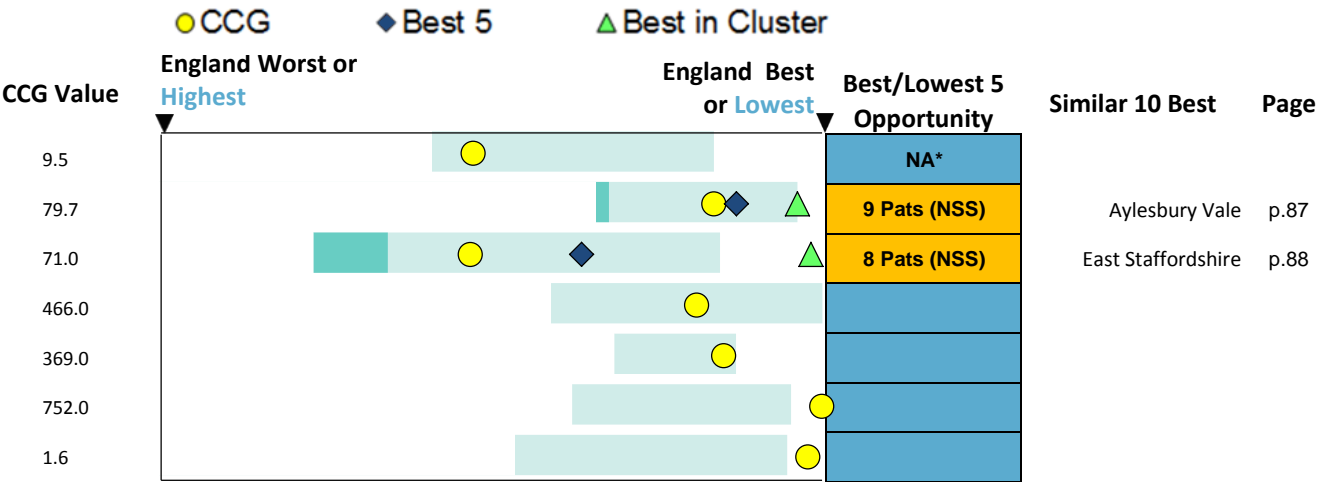 CCG Best 5 Best in Cluster
CCG Value
England Worst or
Highest
England Best
or Lowest
Best/Lowest 5
Opportunity
Similar 10 Best
Page
9.5 NA*
79.7 9 Pats (NSS) Aylesbury Vale p.87
71.0 8 Pats (NSS) East Staffordshire p.88
466.0
369.0
752.0
1.6